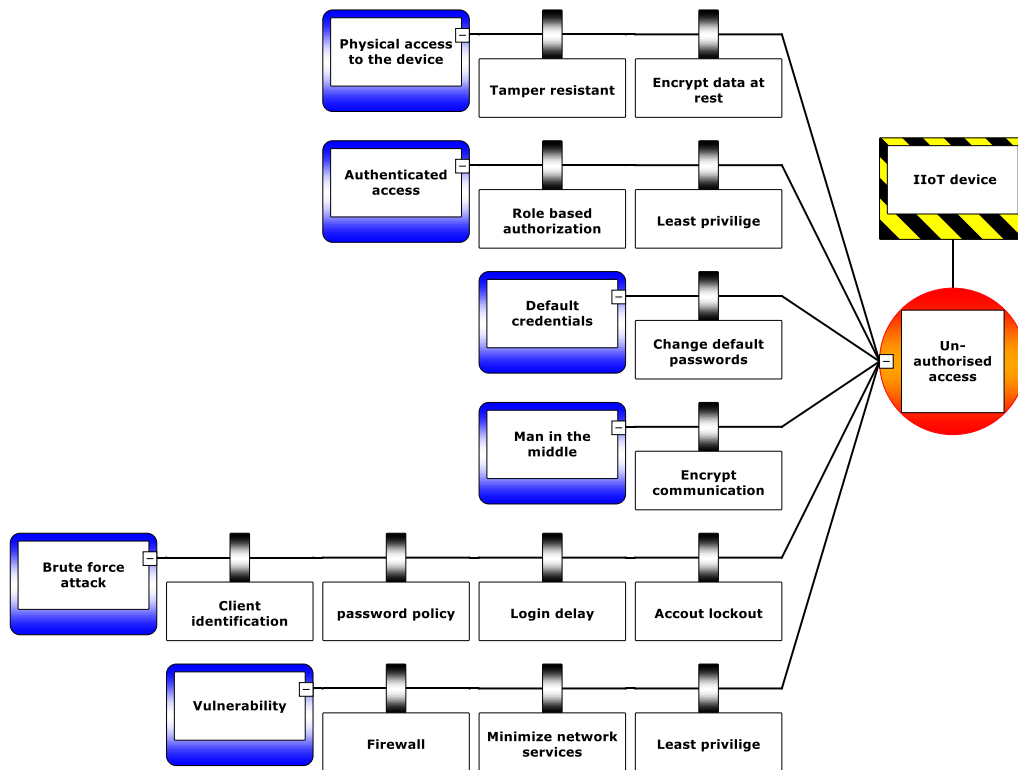 Physical access
to the device
Tamper resistant
Encrypt data at
rest
Authenticated
access
Role based
authorization
Least privilige
IIoT device
Default
credentials
Change default
passwords
Un-
authorised
access
Man in the
middle
Encrypt
communication
Brute force
attack
Client
identification
password policy
Login delay
Accout lockout
Vulnerability
Firewall
Minimize network
services
Least privilige